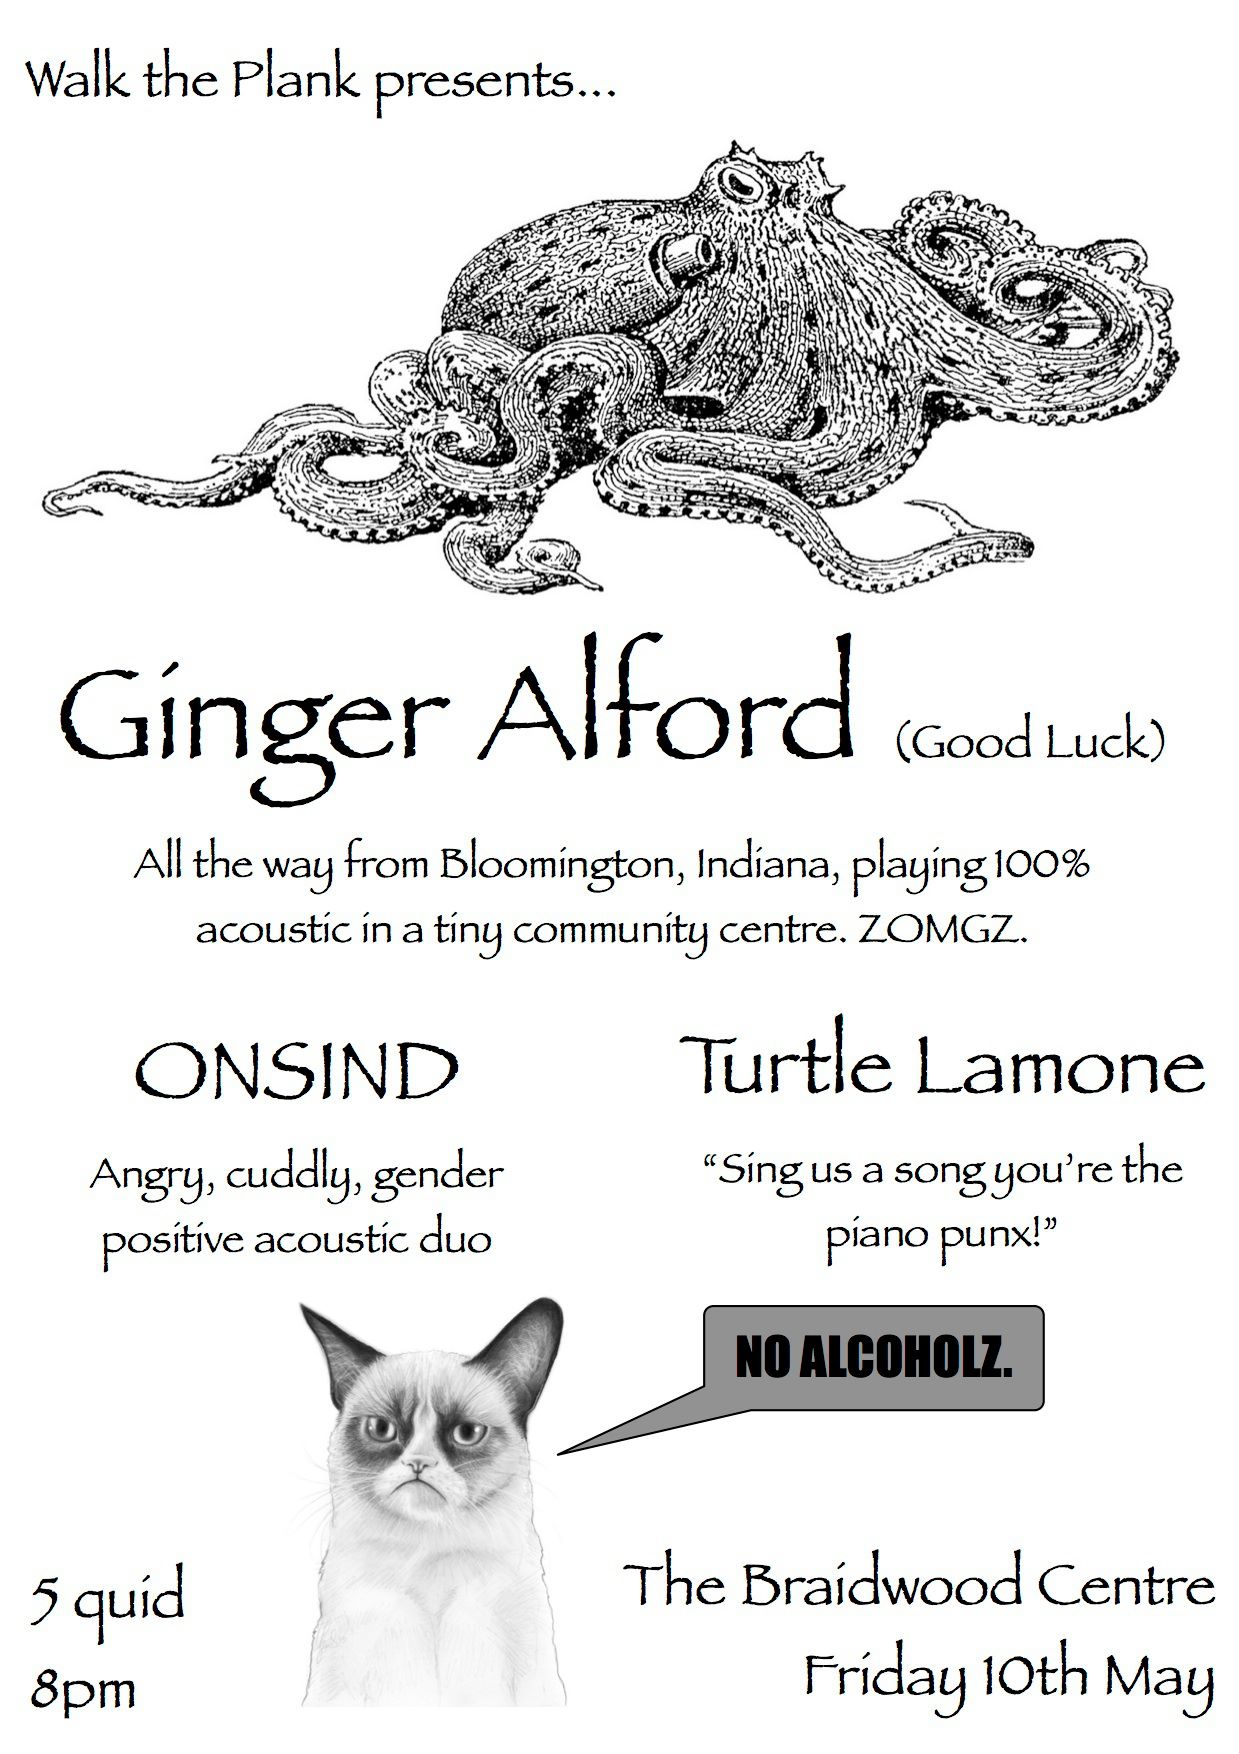 Walk the Plank presents...
Ginger Alford (Good Luck)
All the way from Bloomington, Indiana, playing 100%
acoustic in a tiny community centre. ZOMGZ.
ONSIND
Angry, cuddly, gender
positive acoustic duo
Turtle Lamone
“Sing us a song you’re the
piano punx!”
NO ALCOHOLZ.
5 quid
8pm
The Braidwood Centre
Friday 10th May